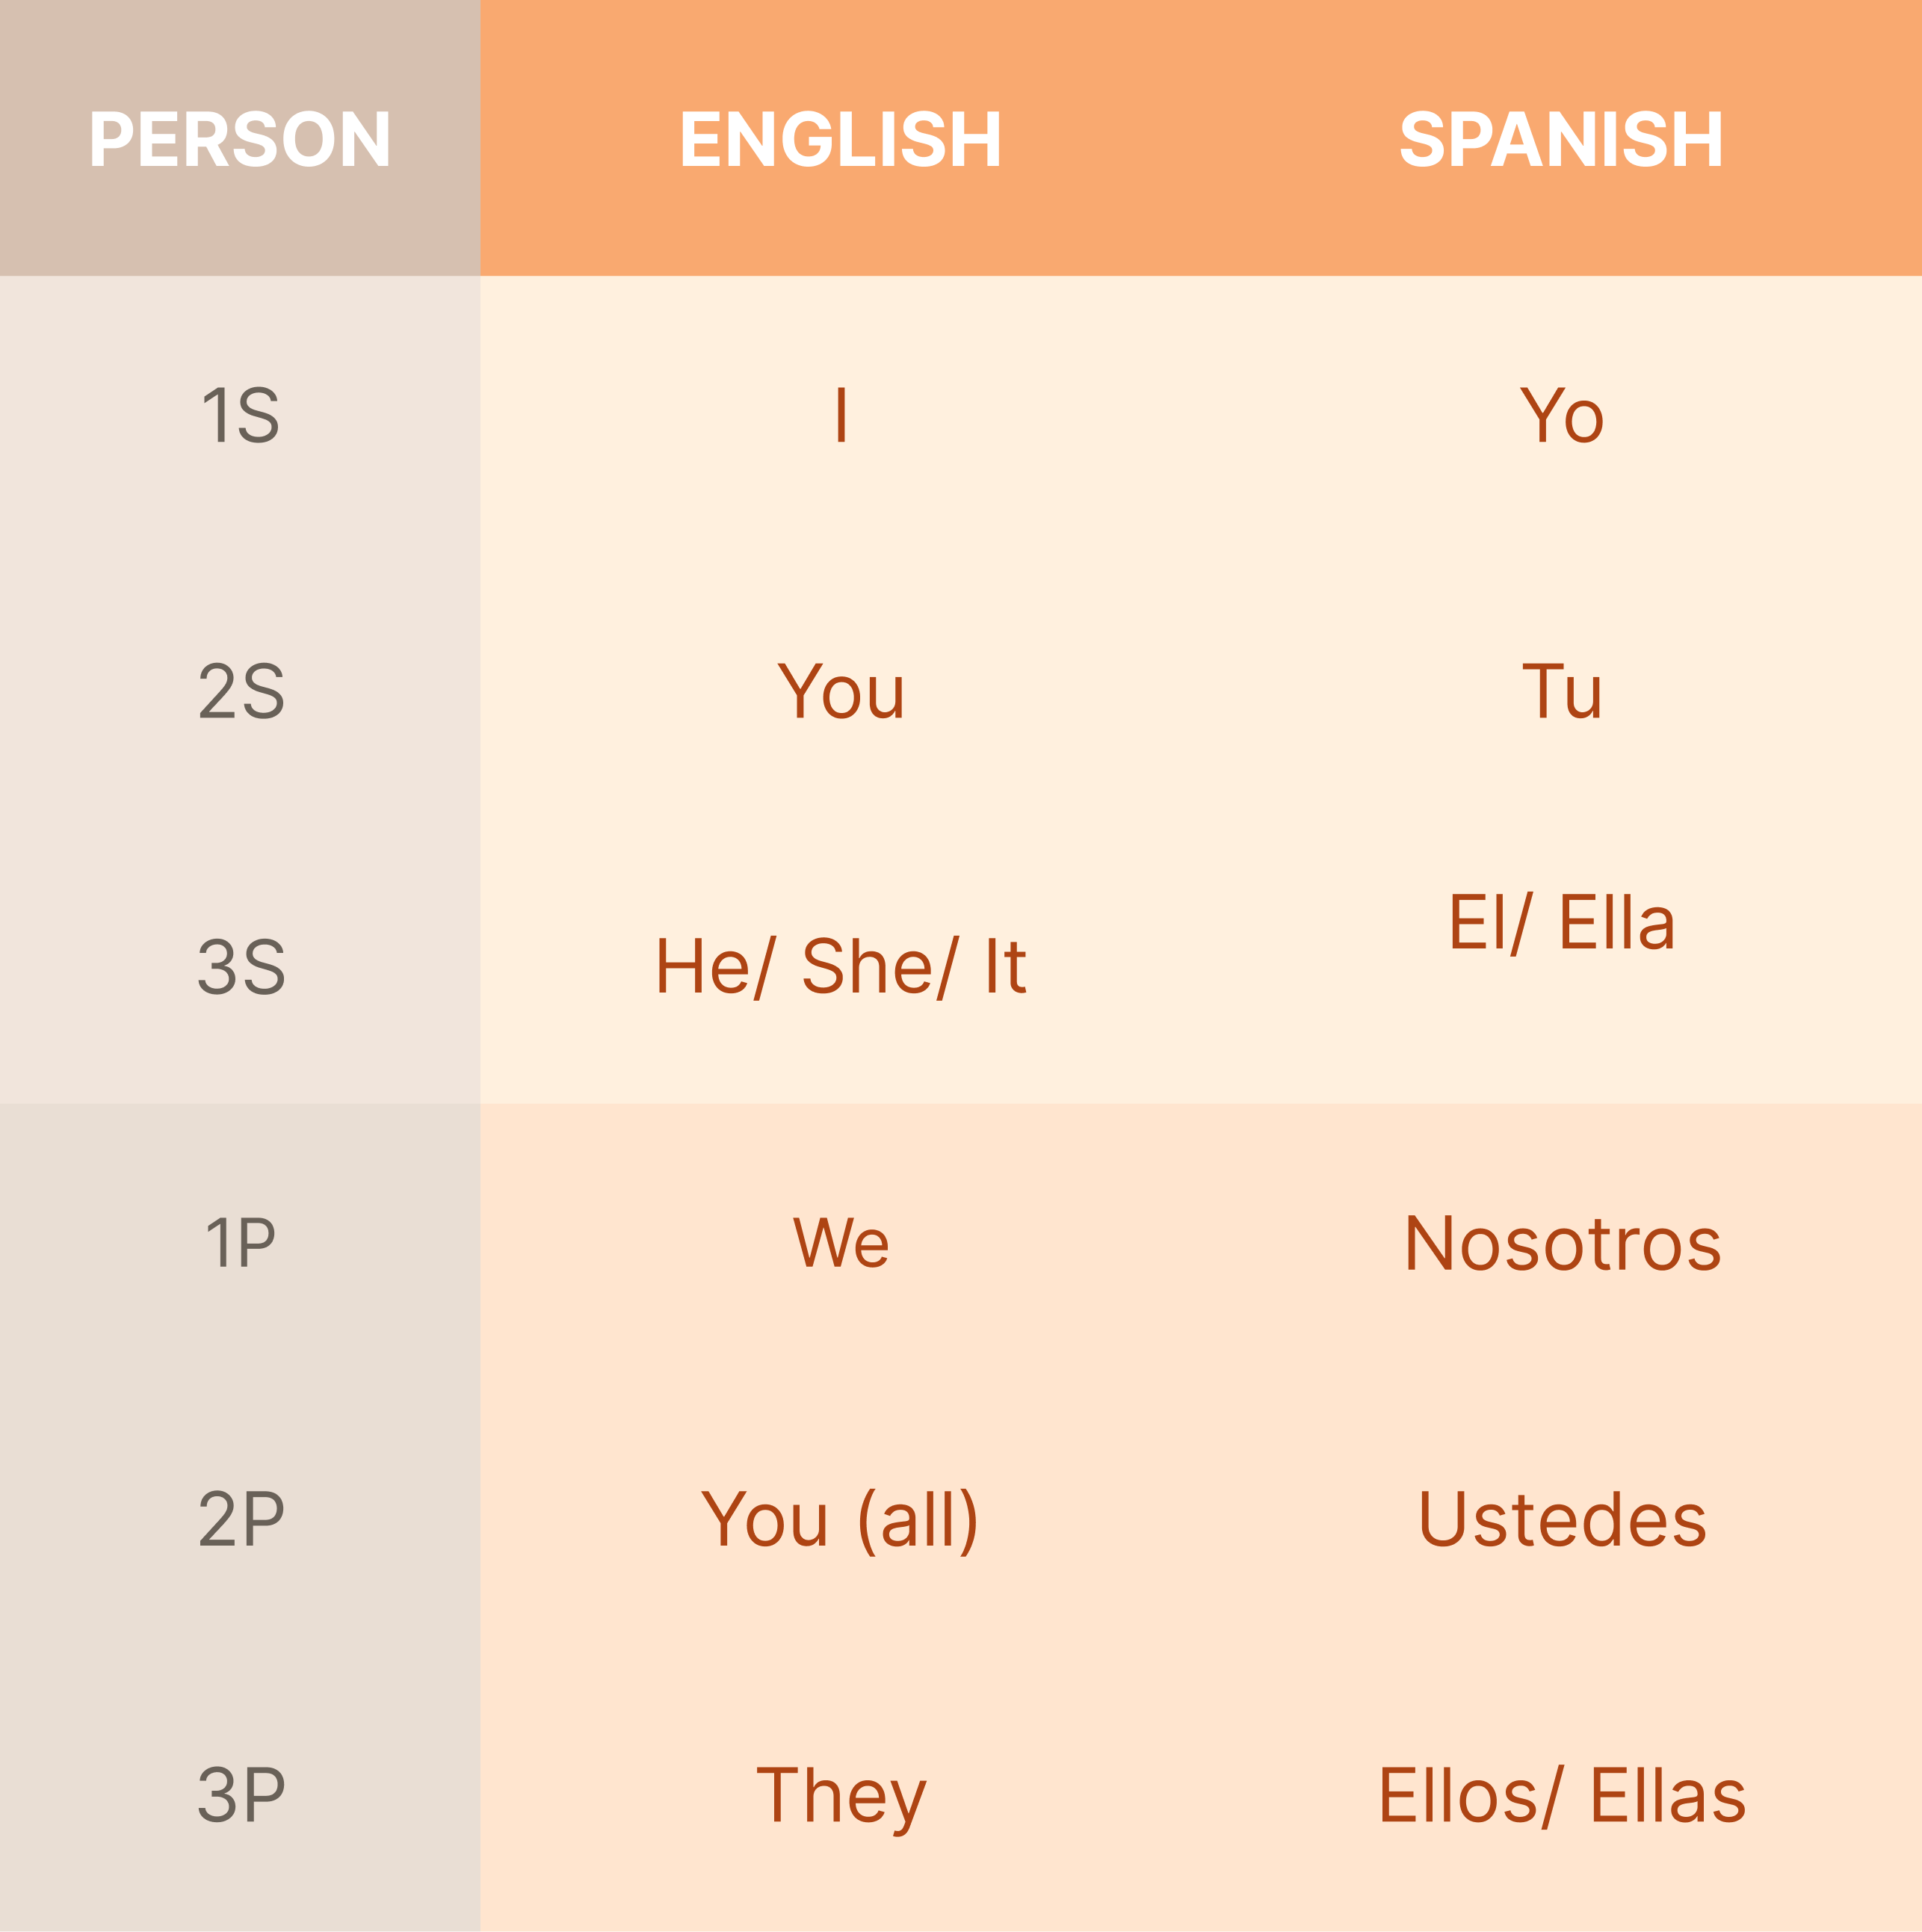 PERSON ENGLISH SPANISH
1S I Yo
2S You Tu
3S He/ She/ It El/ Ella
1P We Nosotros
2P You (all) Ustedes
3P They Ellos/ Ellas